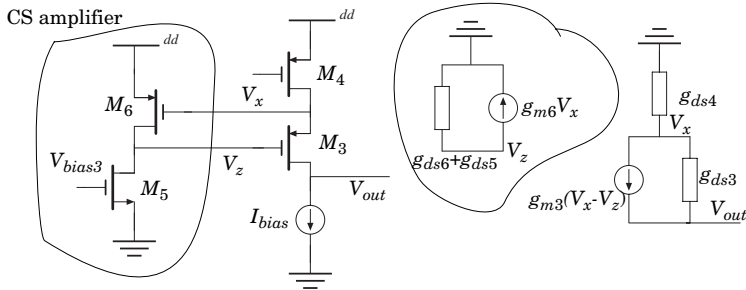 CS amplifier
dd
dd
M4
Vx
M6
M3
Vbias3
Vz
M5
Vout
Ibias
gm6Vx
gds6+gds5
Vz
gds4
Vx
gm3(Vx-Vz)
gds3
Vout